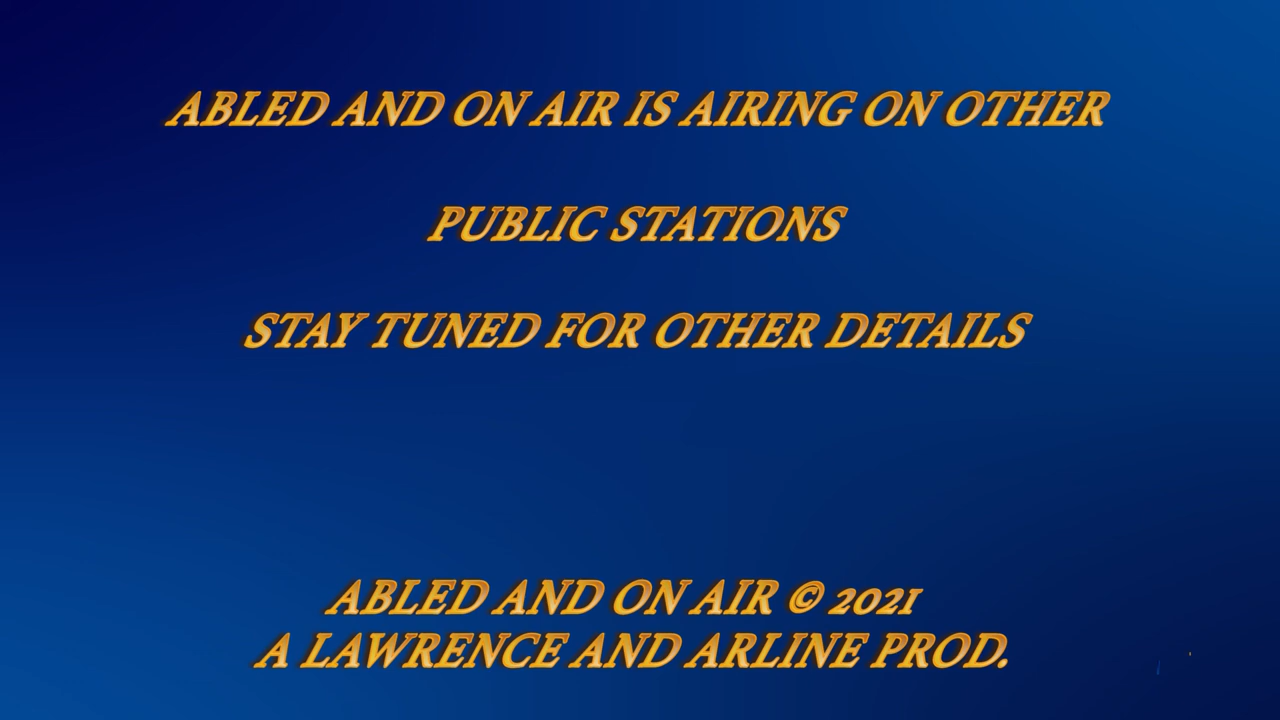 ABLED AND ON AIR IS AIRING ON OTHER
PUBLIC STATIONS
STAY TUNED FOR OTHER DETAILS
ABLED AND ON AIR © 2021
A LAWRENCE AND ARLINE PROD.